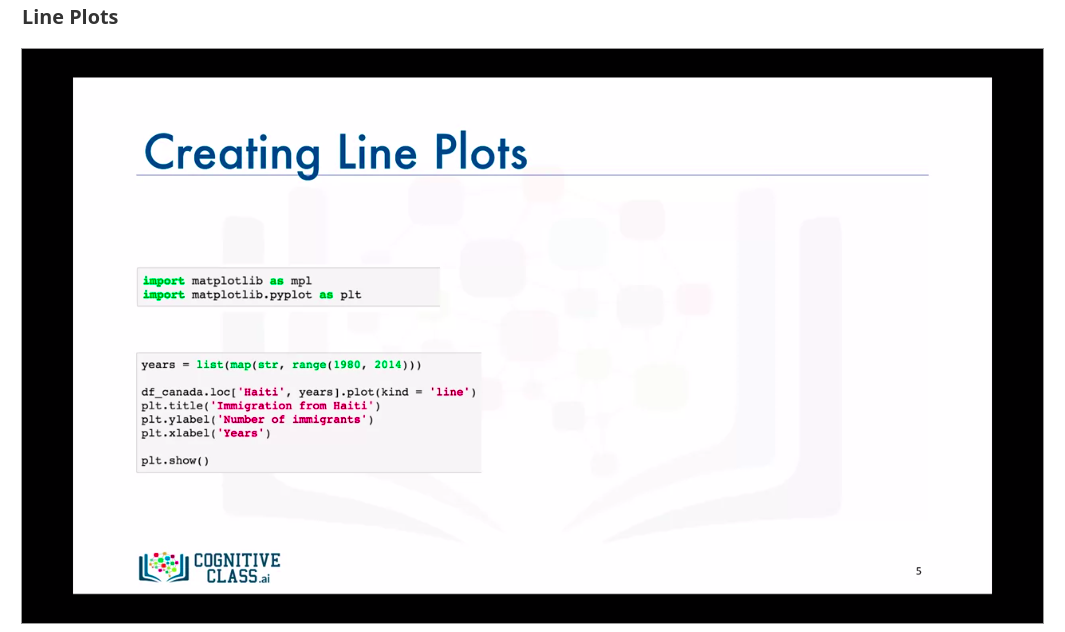 Line Plots
Creating Line Plots
import matplotlib as mpl
import matplotlib.pyplot as plt
years = list(map(str, range(1980, 2014)))
df_canada.loc['Haiti', years].plot(kind = 'line')
plt.title('Immigration from Haiti')
plt.ylabel('Number of immigrants')
plt.xlabel('Years')
plt.show()
COGNITIVE
CLASS.ai
5